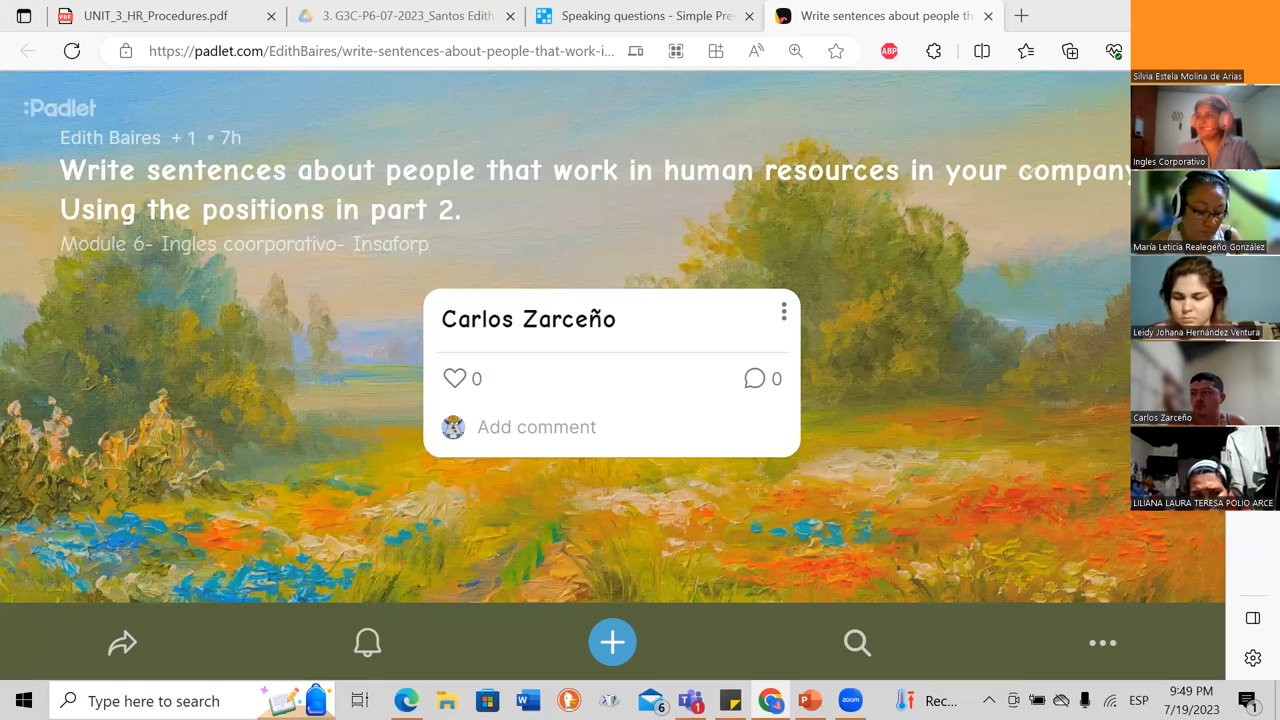 UNIT_3_HR_Procedures.pdf
3. G3C-P6-07-2023_Santos Edith
Speaking questions - Simple Pres
Write sentences about people th
https://padlet.com/EdithBaires/write-sentences-about-people-that-work-i...
ABP
:Padlet
Edith Baires + 1 • 7h
Write sentences about people that work in human resources in your company
Using the positions in part 2.
Module 6- Ingles coorporativo- Insaforp
Carlos Zarceño
0
0
Add comment
Silvia Estela Molina de Arias
Ingles Corporativo
María Leticia Realegeño González
Leidy Johana Hernández Ventura
Carlos Zarceño
LILIANA LAURA TERESA POLIO ARCE
Type here to search
6
1
Rec...
ESP
9:49 PM
7/19/2023
1